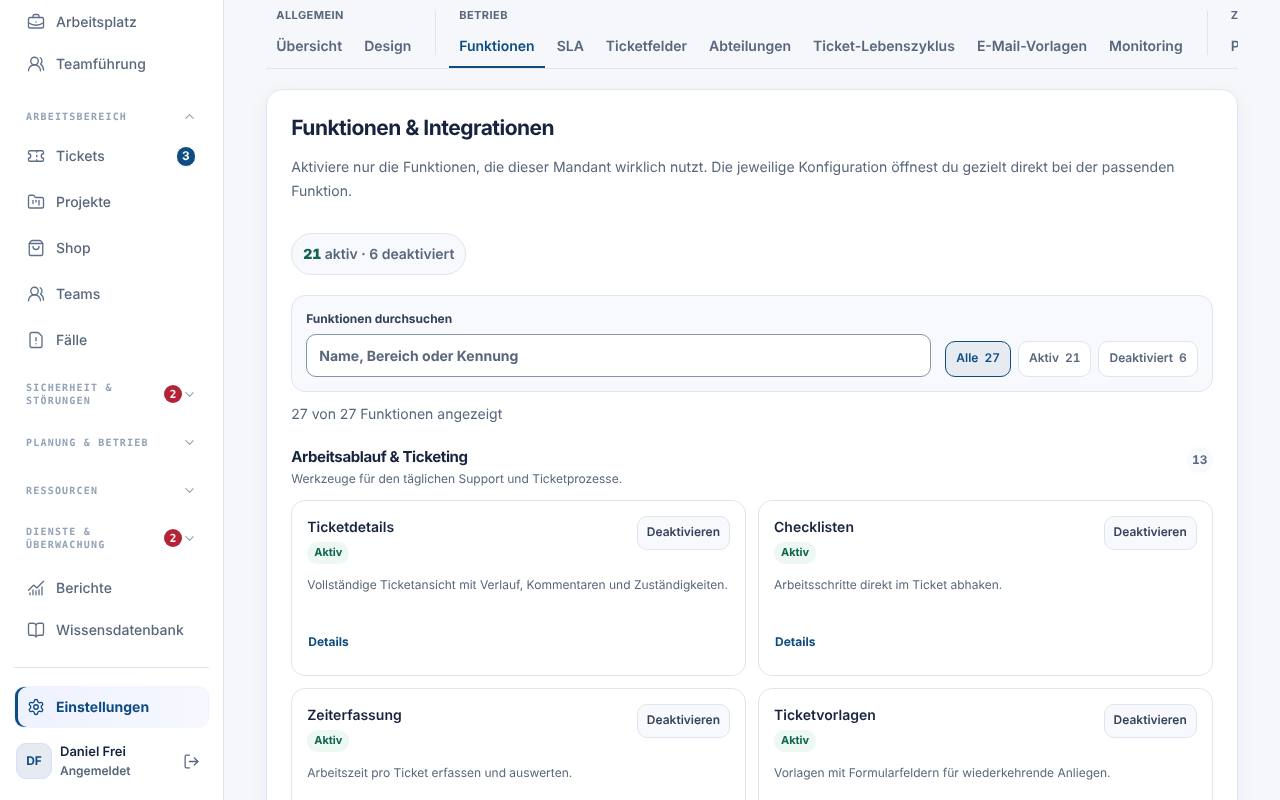 Arbeitsplatz
Teamführung
ARBEITSBEREICH
Tickets 3
Projekte
Shop
Teams
Fälle
SICHERHEIT &
STÖRUNGEN 2
PLANUNG & BETRIEB
RESSOURCEN
DIENSTE &
ÜBERWACHUNG 2
Berichte
Wissensdatenbank
Einstellungen
DF Daniel Frei
Angemeldet
ALLGEMEIN
Übersicht Design
BETRIEB
Funktionen SLA Ticketfelder Abteilungen Ticket-Lebenszyklus E-Mail-Vorlagen Monitoring
Funktionen & Integrationen
Aktiviere nur die Funktionen, die dieser Mandant wirklich nutzt. Die jeweilige Konfiguration öffnest du gezielt direkt bei der passenden
Funktion.
21 aktiv · 6 deaktiviert
Funktionen durchsuchen
Name, Bereich oder Kennung
Alle 27 Aktiv 21 Deaktiviert 6
27 von 27 Funktionen angezeigt
Arbeitsablauf & Ticketing 13
Werkzeuge für den täglichen Support und Ticketprozesse.
Ticketdetails Deaktivieren
Aktiv
Vollständige Ticketansicht mit Verlauf, Kommentaren und Zuständigkeiten.
Details
Checklisten Deaktivieren
Aktiv
Arbeitsschritte direkt im Ticket abhaken.
Details
Zeiterfassung Deaktivieren
Aktiv
Arbeitszeit pro Ticket erfassen und auswerten.
Ticketvorlagen Deaktivieren
Aktiv
Vorlagen mit Formularfeldern für wiederkehrende Anliegen.